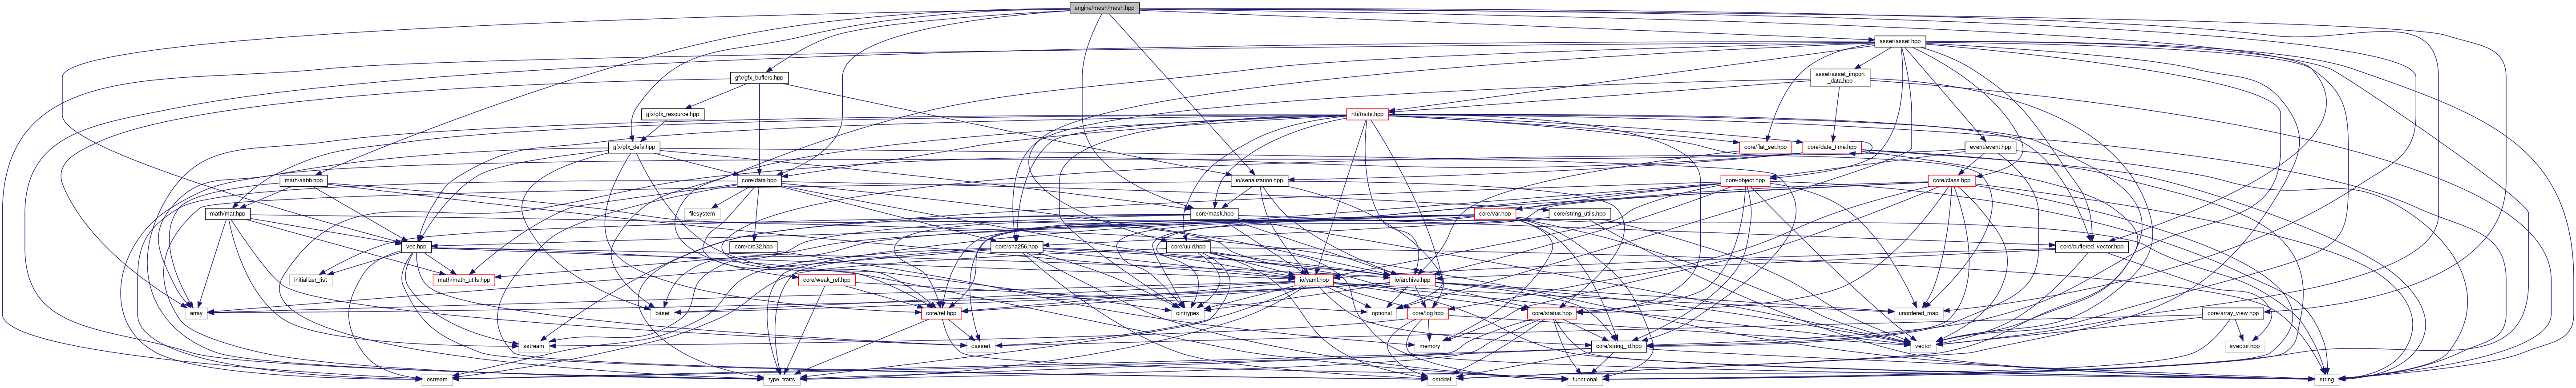 engine/mesh/mesh.hpp
asset/asset.hpp
gfx/gfx_buffers.hpp
asset/asset_import
_data.hpp
gfx/gfx_resource.hpp
rtti/traits.hpp
gfx/gfx_defs.hpp
core/flat_set.hpp
core/date_time.hpp
event/event.hpp
math/aabb.hpp
core/data.hpp
io/serialization.hpp
core/object.hpp
core/class.hpp
math/mat.hpp
filesystem
core/mask.hpp
core/string_utils.hpp
core/var.hpp
vec.hpp
core/crc32.hpp
core/sha256.hpp
core/uuid.hpp
core/buffered_vector.hpp
initializer_list
math/math_utils.hpp
core/weak_ref.hpp
io/yaml.hpp
io/archive.hpp
array
bitset
core/ref.hpp
cinttypes
optional
core/log.hpp
core/status.hpp
unordered_map
core/array_view.hpp
sstream
cassert
memory
core/string_id.hpp
vector
svector.hpp
ostream
type_traits
cstddef
functional
string